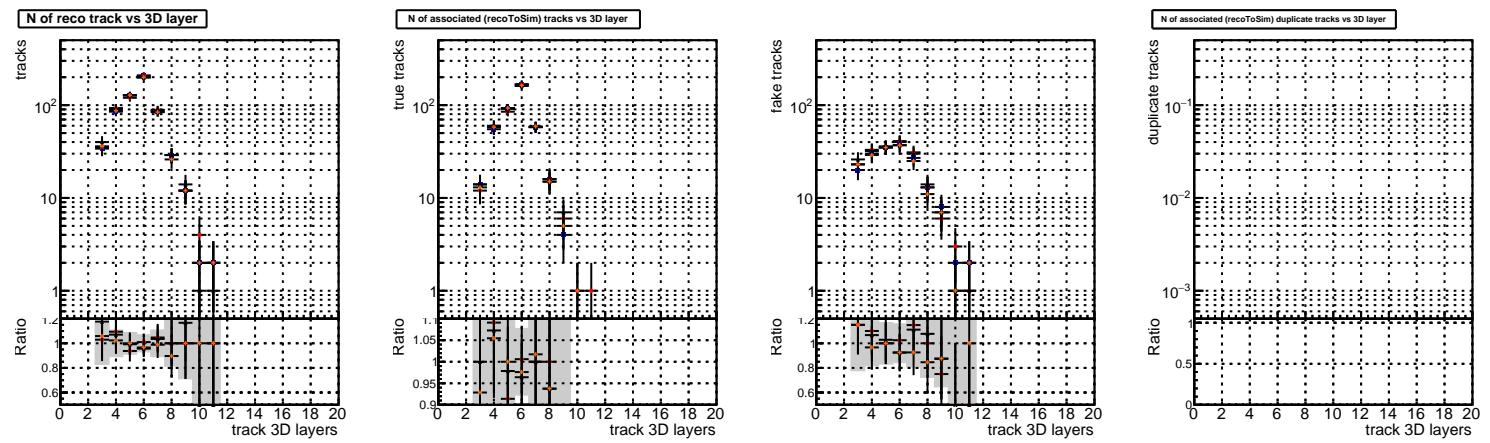 N of reco track vs 3D layer
tracks
10²
10
1
Ratio
1.2
1
0.8
0.6
0 2 4 6 8 10 12 14 16 18 20
track 3D layers
N of associated (recoToSim) tracks vs 3D layer
true tracks
10²
10
1
Ratio
1.1
1.05
1
0.95
0.9
0 2 4 6 8 10 12 14 16 18 20
track 3D layers
fake tracks
10²
10
1
Ratio
1.2
1
0.8
0.6
0 2 4 6 8 10 12 14 16 18 20
track 3D layers
N of associated (recoToSim) duplicate tracks vs 3D layer
duplicate tracks
10⁻¹
10⁻²
10⁻³
Ratio
1
0.5
0
0 2 4 6 8 10 12 14 16 18 20
track 3D layers